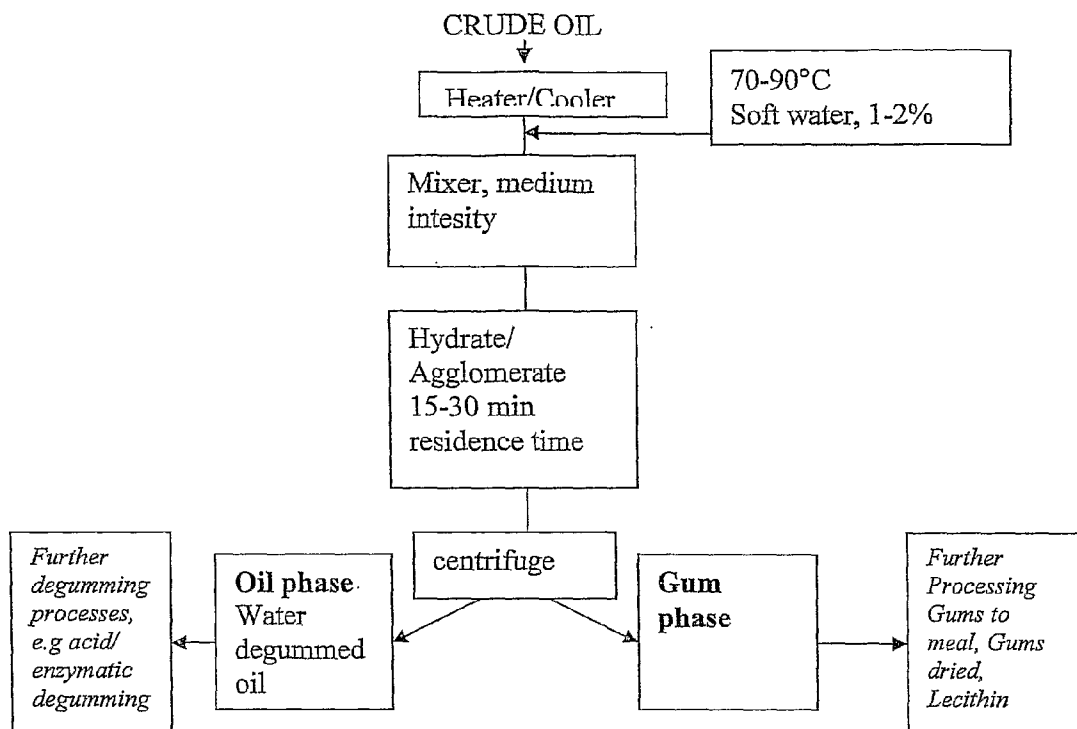 CRUDE OIL
Heater/Cooler
70-90°C
Soft water, 1-2%
Mixer, medium
intesity
Hydrate/
Agglomerate
15-30 min
residence time
centrifuge
Further
degumming
processes,
e.g acid/
enzymatic
degumming
Oil phase.
Water
degummed
oil
Gum
phase
Further
Processing
Gums to
meal, Gums
dried,
Lecithin